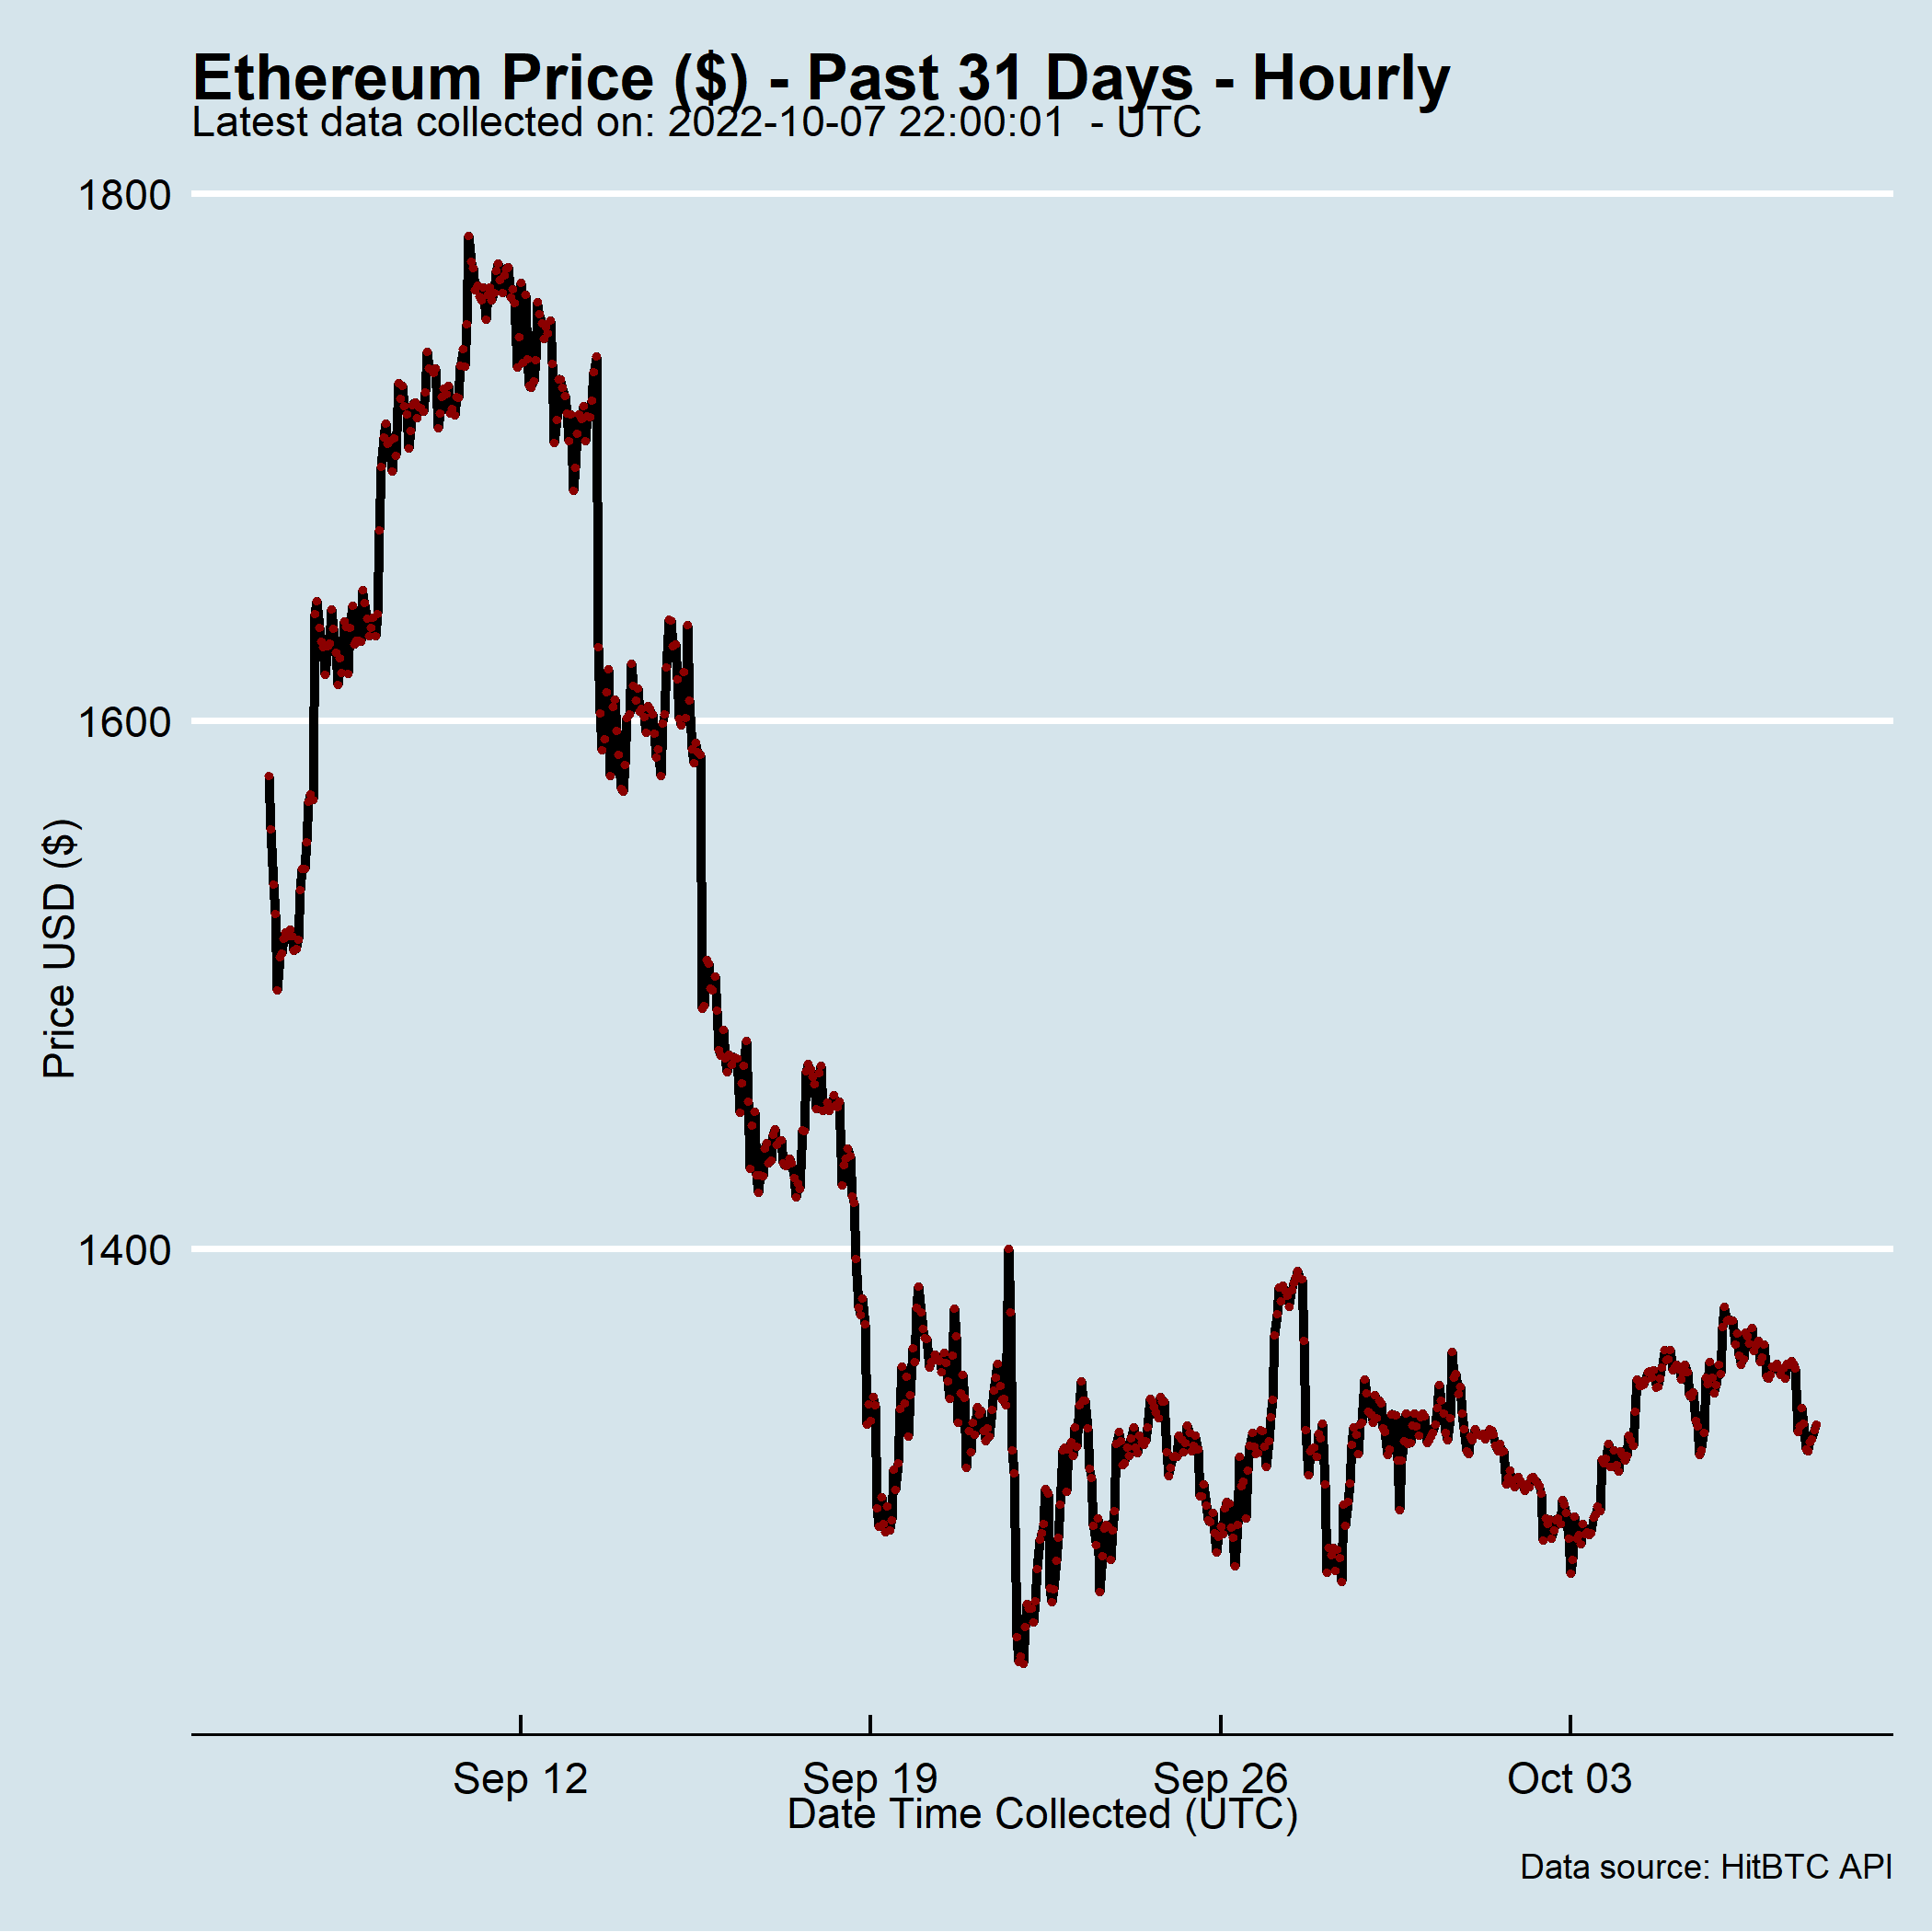 Ethereum Price ($) - Past 31 Days - Hourly
Latest data collected on: 2022-10-07 22:00:01  - UTC
1800
1600
1400
Price USD ($)
Sep 12
Sep 19
Sep 26
Oct 03
Date Time Collected (UTC)
Data source: HitBTC API